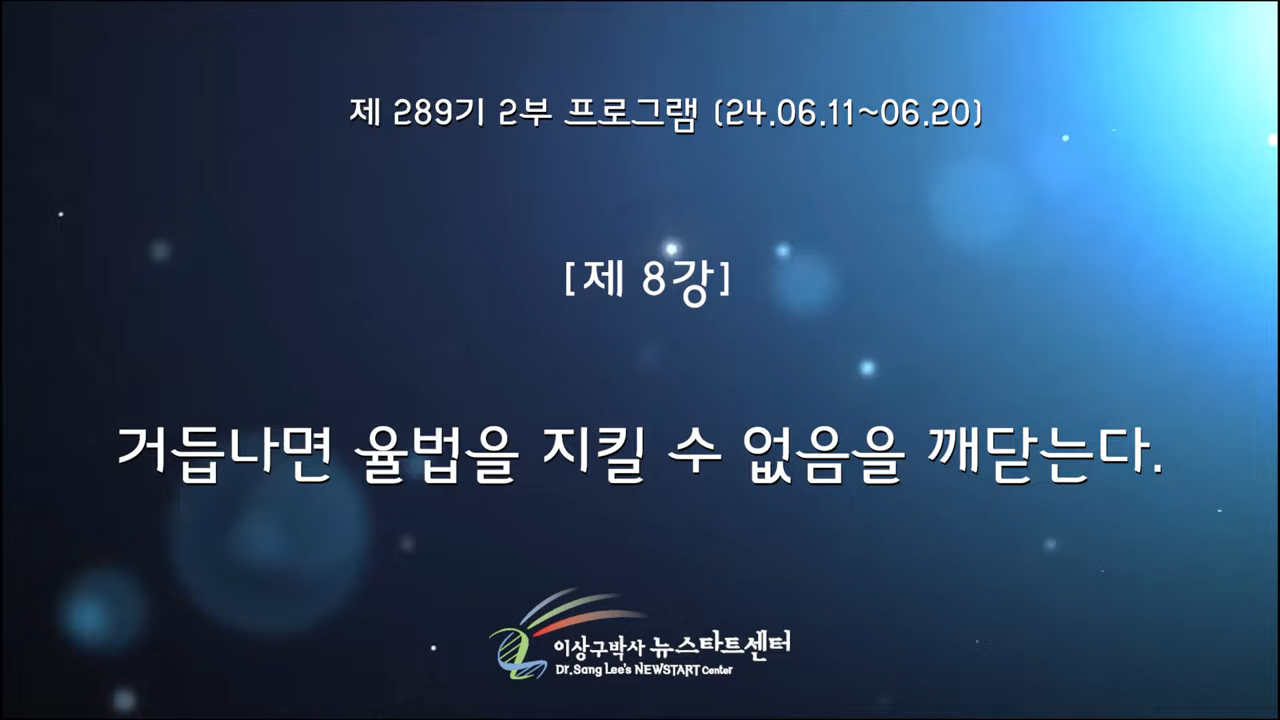 제 289기 2부 프로그램 (24.06.11~06.20)
[제 8강]
거듭나면 율법을 지킬 수 없음을 깨닫는다.
이상구박사 뉴스타트센터
Dr.Sang Lee's NEWSTART Center